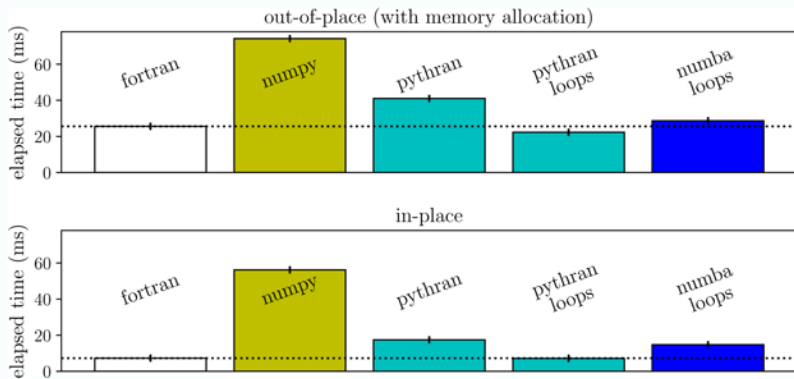 out-of-place (with memory allocation)
elapsed time (ms)
60
40
20
0
fortran
numpy
pythran
pythran
loops
numba
loops
in-place
elapsed time (ms)
60
40
20
0
fortran
numpy
pythran
pythran
loops
numba
loops